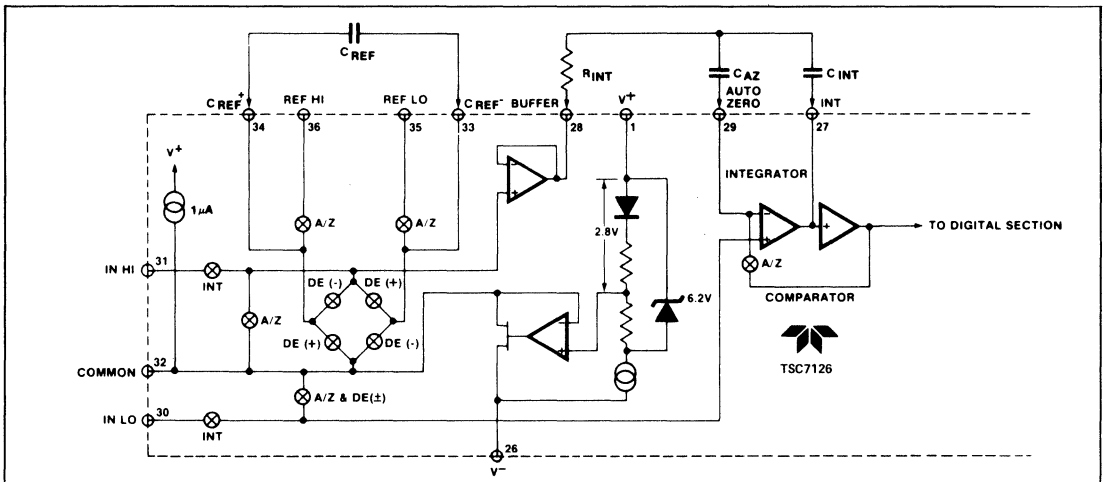 C REF
R INT
C AZ
C INT
C REF +
REF HI
REF LO
C REF -
BUFFER
V+
AUTO ZERO
INT
34
36
35
33
28
1
29
27
V+
1μA
A/Z
A/Z
INTEGRATOR
2.8V
TO DIGITAL SECTION
IN HI
31
INT
DE (-)
DE (+)
A/Z
A/Z
6.2V
COMPARATOR
DE (+)
DE (-)
TSC7126
COMMON
32
A/Z & DE(±)
IN LO
30
INT
26
V-